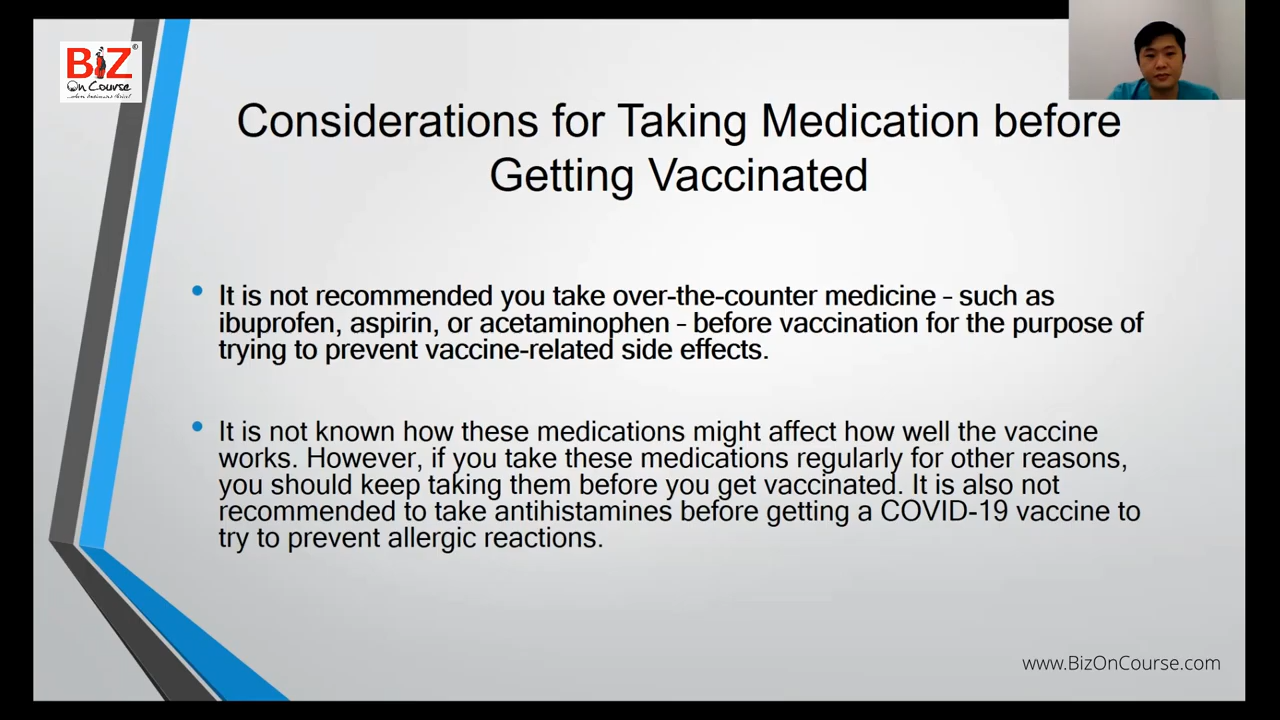 BiZ
On Course
Considerations for Taking Medication before
Getting Vaccinated
It is not recommended you take over-the-counter medicine – such as
ibuprofen, aspirin, or acetaminophen – before vaccination for the purpose of
trying to prevent vaccine-related side effects.
It is not known how these medications might affect how well the vaccine
works. However, if you take these medications regularly for other reasons,
you should keep taking them before you get vaccinated. It is also not
recommended to take antihistamines before getting a COVID-19 vaccine to
try to prevent allergic reactions.
www.BizOnCourse.com